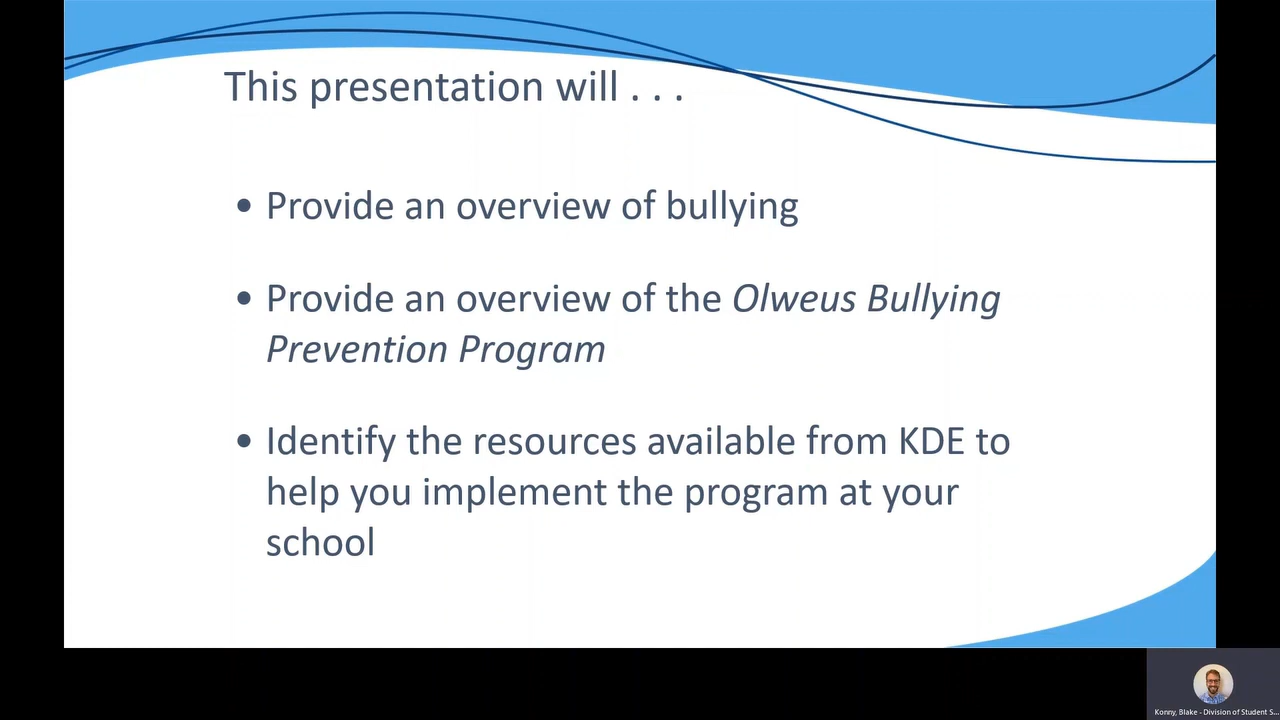 This presentation will . . .
• Provide an overview of bullying
• Provide an overview of the Olweus Bullying
Prevention Program
• Identify the resources available from KDE to
help you implement the program at your
school
Konny, Blake - Division of Student S...